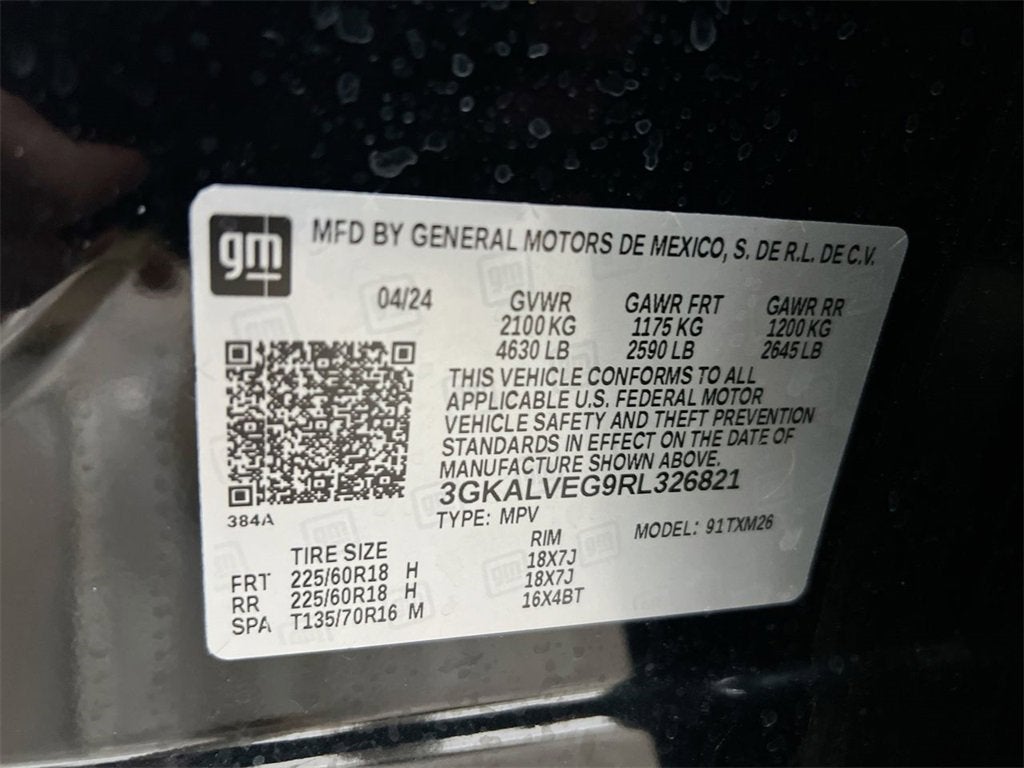 gm
MFD BY GENERAL MOTORS DE MEXICO, S. DE R.L. DE C.V.
04/24 GVWR GAWR FRT GAWR RR
2100 KG 1175 KG 1200 KG
4630 LB 2590 LB 2645 LB
THIS VEHICLE CONFORMS TO ALL
APPLICABLE U.S. FEDERAL MOTOR
VEHICLE SAFETY AND THEFT PREVENTION
STANDARDS IN EFFECT ON THE DATE OF
MANUFACTURE SHOWN ABOVE.
3GKALVEG9RL326821
384A
TYPE: MPV MODEL: 91TXM26
TIRE SIZE RIM
FRT 225/60R18 H 18X7J
RR 225/60R18 H 18X7J
SPA T135/70R16 M 16X4BT